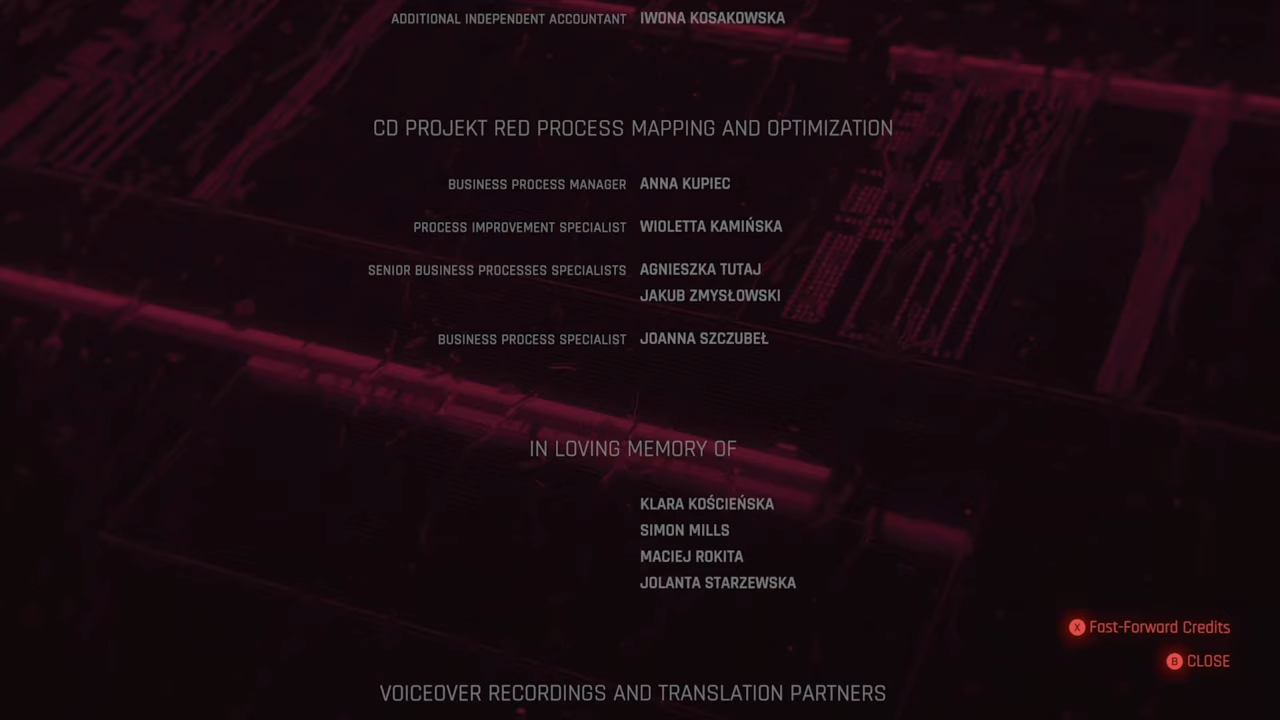 ADDITIONAL INDEPENDENT ACCOUNTANT IWONA KOSAKOWSKA
CD PROJEKT RED PROCESS MAPPING AND OPTIMIZATION
BUSINESS PROCESS MANAGER ANNA KUPIEC
PROCESS IMPROVEMENT SPECIALIST WIOLETTA KAMIŃSKA
SENIOR BUSINESS PROCESSES SPECIALISTS AGNIESZKA TUTAJ
JAKUB ZMYSŁOWSKI
BUSINESS PROCESS SPECIALIST JOANNA SZCZUBEŁ
IN LOVING MEMORY OF
KLARA KOŚCIEŃSKA
SIMON MILLS
MACIEJ ROKITA
JOLANTA STARZEWSKA
X Fast-Forward Credits
B CLOSE
VOICEOVER RECORDINGS AND TRANSLATION PARTNERS